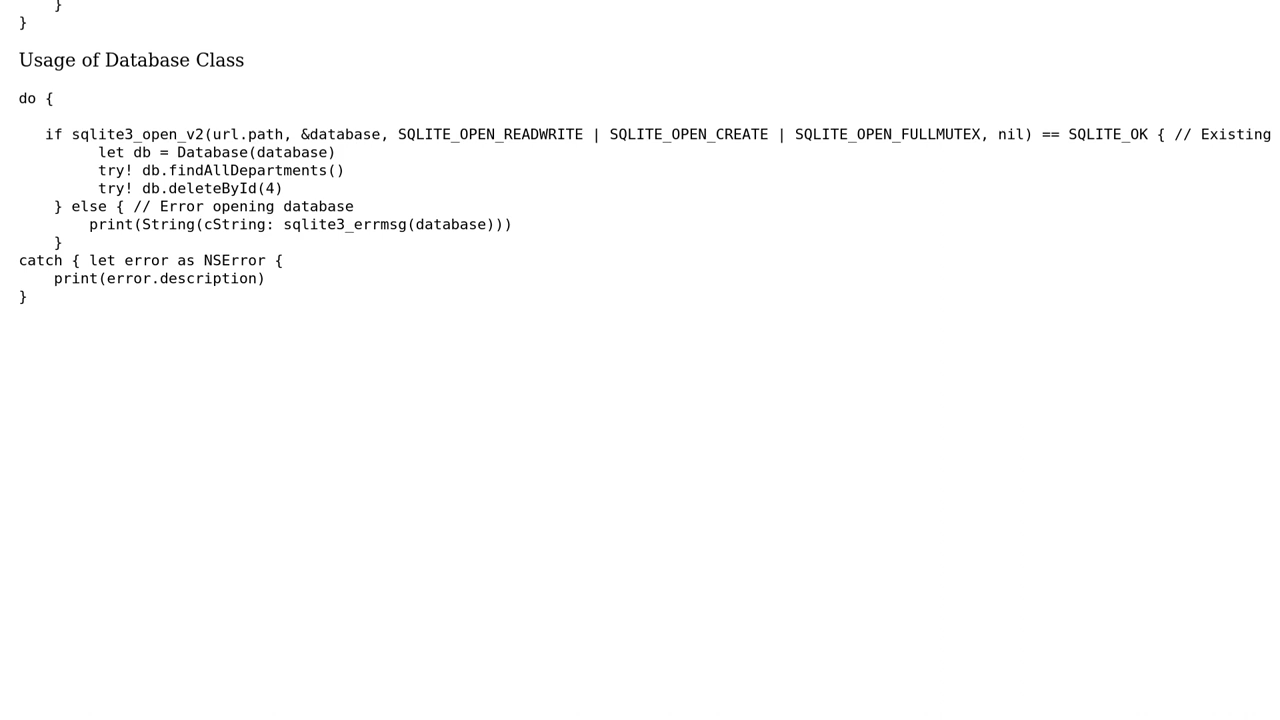 }
}
Usage of Database Class
do {
   if sqlite3_open_v2(url.path, &database, SQLITE_OPEN_READWRITE | SQLITE_OPEN_CREATE | SQLITE_OPEN_FULLMUTEX, nil) == SQLITE_OK { // Existing
         let db = Database(database)
         try! db.findAllDepartments()
         try! db.deleteById(4)
    } else { // Error opening database
        print(String(cString: sqlite3_errmsg(database)))
    }
catch { let error as NSError {
    print(error.description)
}